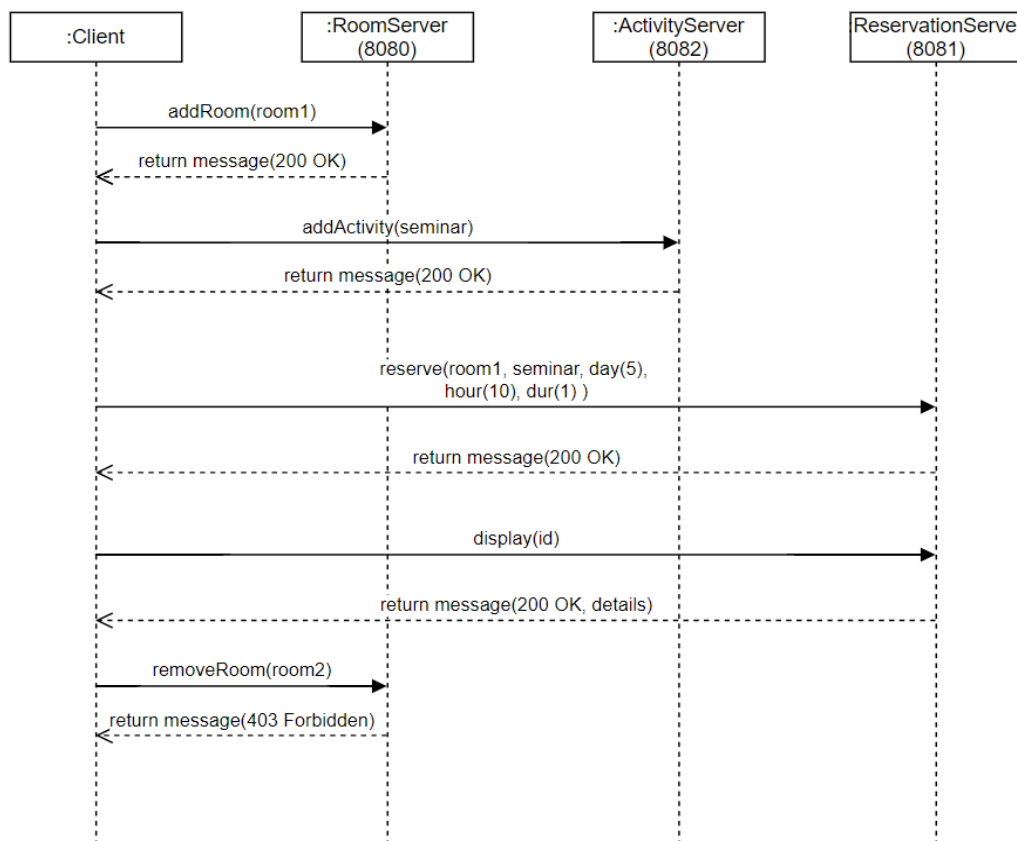 :Client
:RoomServer
(8080)
:ActivityServer
(8082)
:ReservationServe
(8081)
addRoom(room1)
return message(200 OK)
addActivity(seminar)
return message(200 OK)
reserve(room1, seminar, day(5),
hour(10), dur(1) )
return message(200 OK)
display(id)
return message(200 OK, details)
removeRoom(room2)
return message(403 Forbidden)